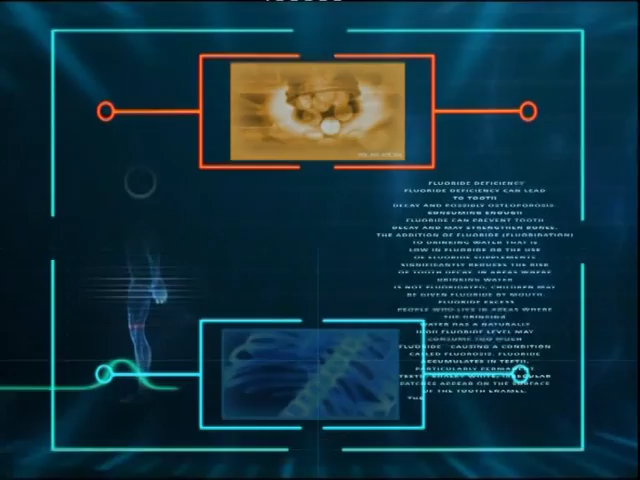 FLUORIDE DEFICIENCY
FLUORIDE DEFICIENCY CAN LEAD
TO TOOTH
DECAY AND POSSIBLY OSTEOPOROSIS.
CONSUMING ENOUGH
FLUORIDE CAN PREVENT TOOTH
DECAY AND MAY STRENGTHEN BONES.
THE ADDITION OF FLUORIDE (FLUORIDATION)
TO DRINKING WATER THAT IS
LOW IN FLUORIDE OR THE USE
OF FLUORIDE SUPPLEMENTS
SIGNIFICANTLY REDUCES THE RISK
OF TOOTH DECAY. IN AREAS WHERE
DRINKING WATER
IS NOT FLUORIDATED, CHILDREN MAY
BE GIVEN FLUORIDE BY MOUTH.
FLUORIDE EXCESS
PEOPLE WHO LIVE IN AREAS WHERE
THE DRINKING
WATER HAS A NATURALLY
HIGH FLUORIDE LEVEL MAY
CONSUME TOO MUCH
FLUORIDE CAUSING A CONDITION
CALLED FLUOROSIS. FLUORIDE
ACCUMULATES IN TEETH,
PARTICULARLY PERMANENT
TEETH. CHALKY WHITE, IRREGULAR
PATCHES APPEAR ON THE SURFACE
OF THE TOOTH ENAMEL.
THE